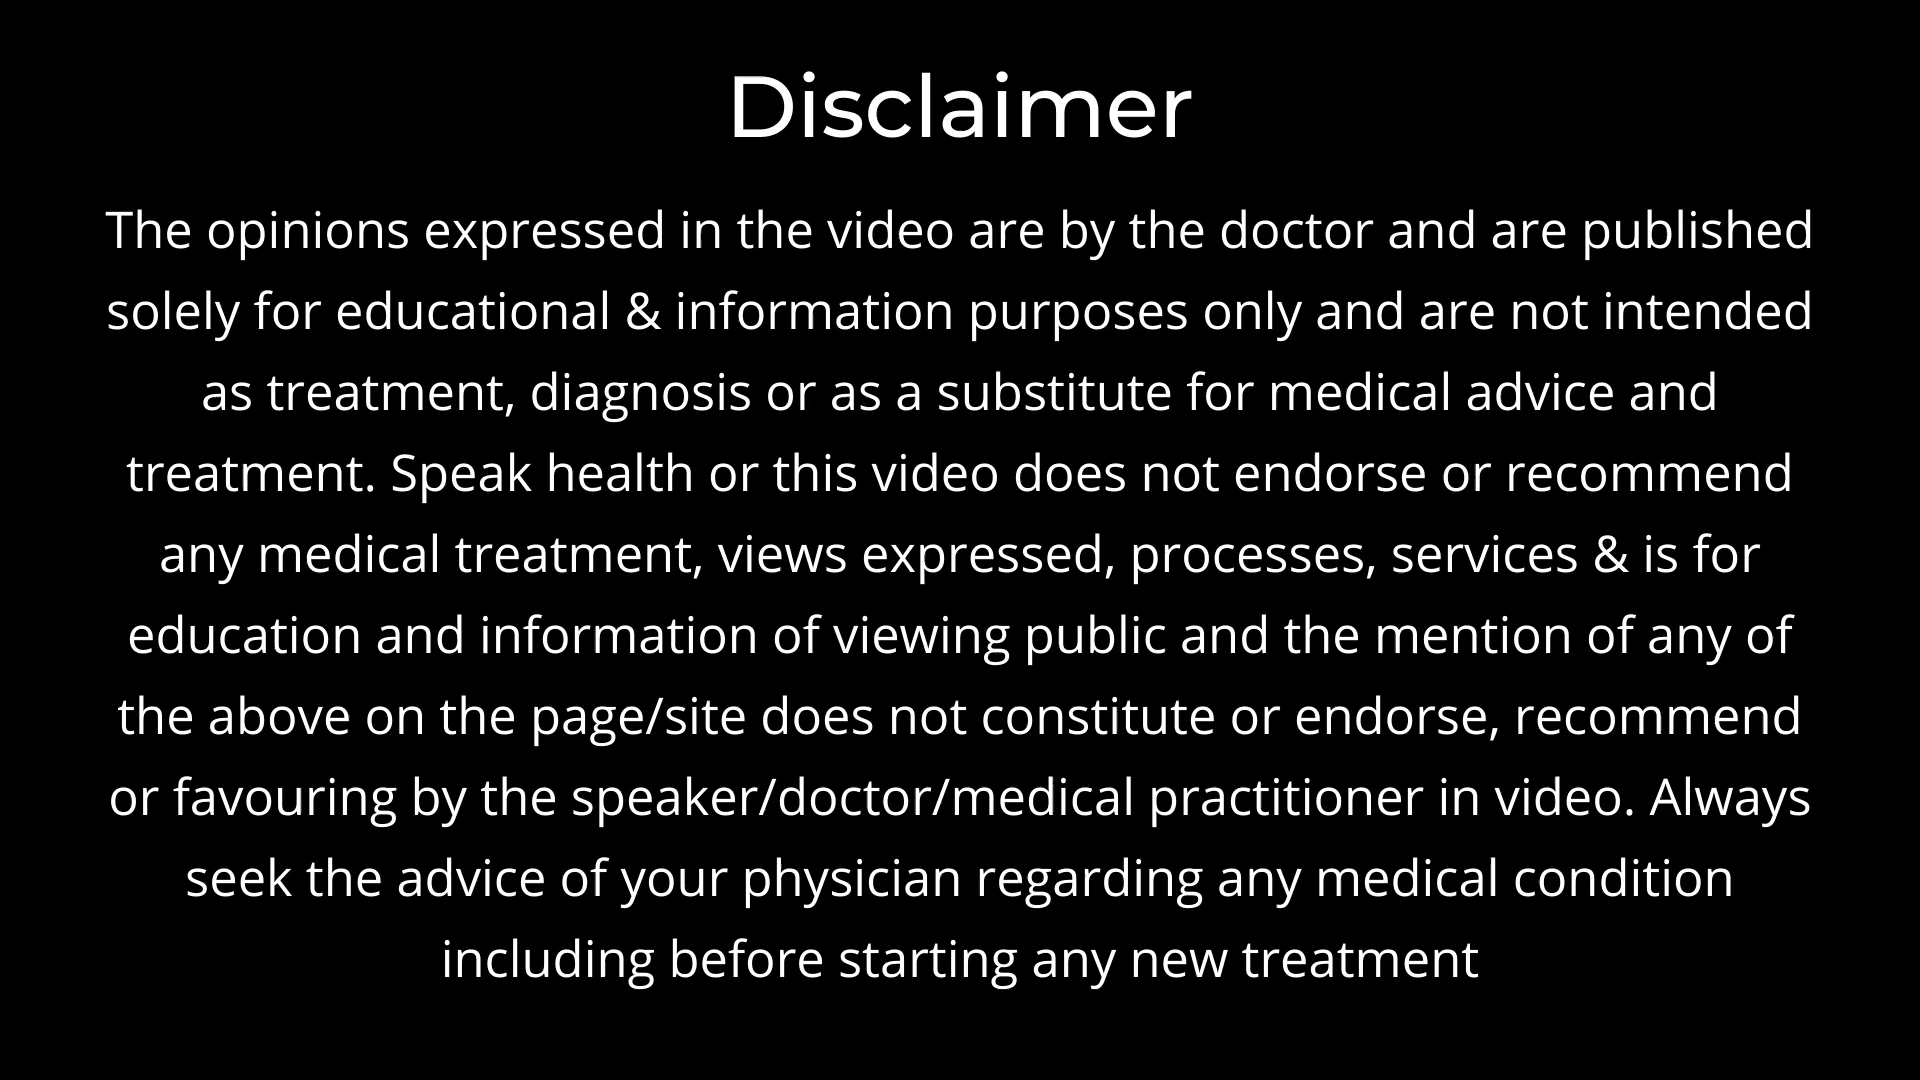 Disclaimer
The opinions expressed in the video are by the doctor and are published
solely for educational & information purposes only and are not intended
as treatment, diagnosis or as a substitute for medical advice and
treatment. Speak health or this video does not endorse or recommend
any medical treatment, views expressed, processes, services & is for
education and information of viewing public and the mention of any of
the above on the page/site does not constitute or endorse, recommend
or favouring by the speaker/doctor/medical practitioner in video. Always
seek the advice of your physician regarding any medical condition
including before starting any new treatment